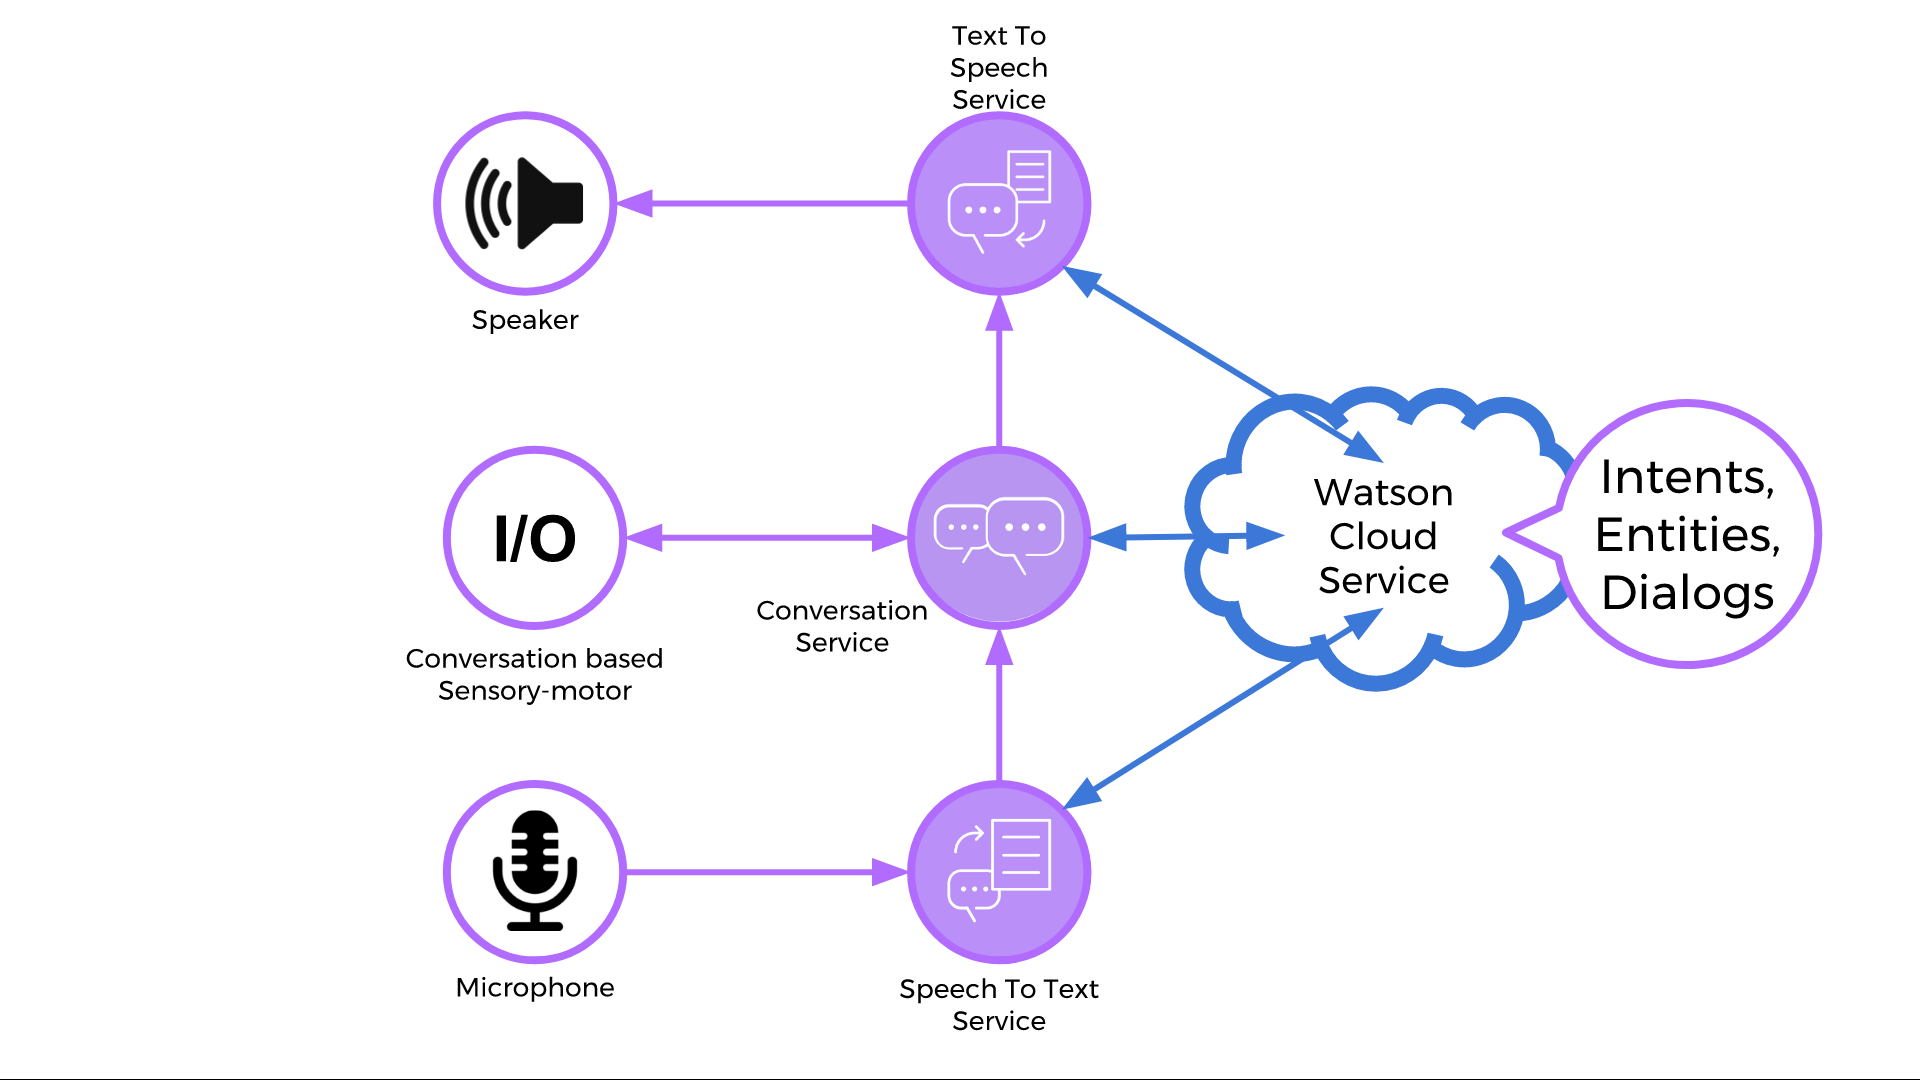 Text To
Speech
Service
Speaker
I/O
Conversation based
Sensory-motor
Conversation
Service
Watson
Cloud
Service
Intents,
Entities,
Dialogs
Microphone
Speech To Text
Service